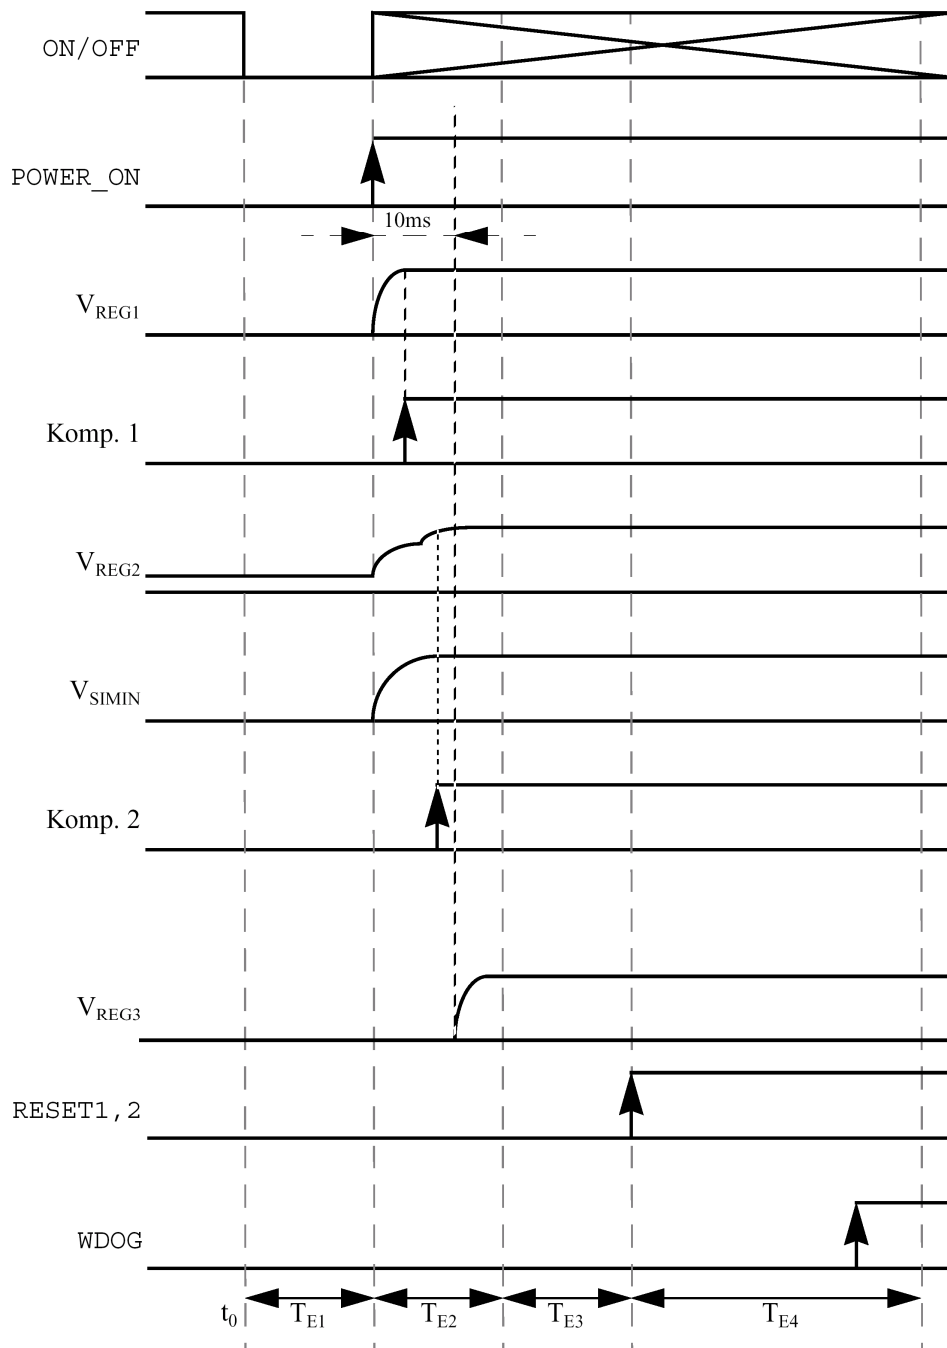 ON/OFF
POWER_ON
10ms
VREG1
Komp. 1
VREG2
VSIMIN
Komp. 2
VREG3
RESET1,2
WDOG
t0 TE1 TE2 TE3 TE4